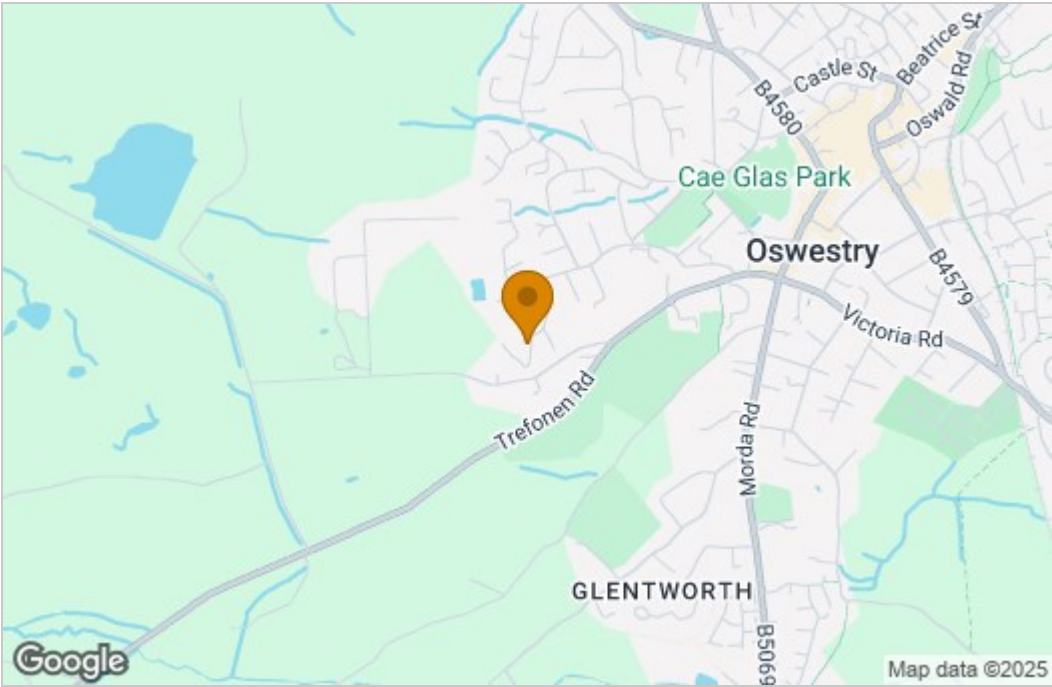 Beatrice St
Castle St
B4580
Oswald Rd
Cae Glas Park
Oswestry
B4579
Victoria Rd
Trefonen Rd
Morda Rd
GLENTWORTH
B5069
Google
Map data ©2025